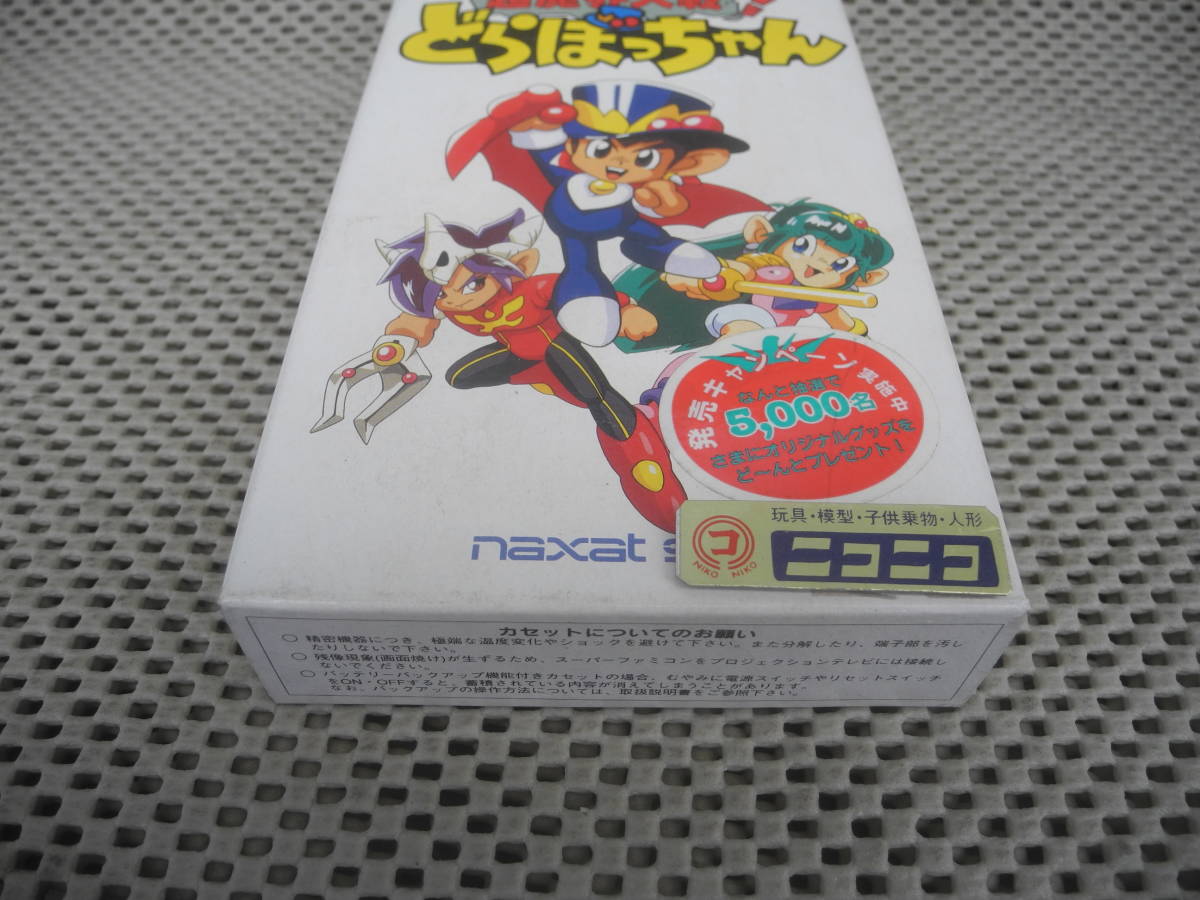 どらぼっちゃん
発売キャンペーン実施中
なんと抽選で
5,000名
さまにオリジナルグッズを
ど〜んとプレゼント！
naxat s
玩具・模型・子供乗物・人形
コ
NIKO NIKO
ニコニコ
カセットについてのお願い
○ 精密機器につき、極端な温度変化やショックを避けて下さい。また分解したり、端子部を汚し
たりしないで下さい。
○ 残像現象(画面焼け)が生ずるため、スーパーファミコンをプロジェクションテレビには接続し
ないでください。
○ バッテリーバックアップ機能付きカセットの場合、むやみに電源スイッチやリセットスイッチ
をON・OFFすると、蓄積されている内容が消えてしまうことがあります。
なお、バックアップの操作方法については、取扱説明書をご参照下さい。